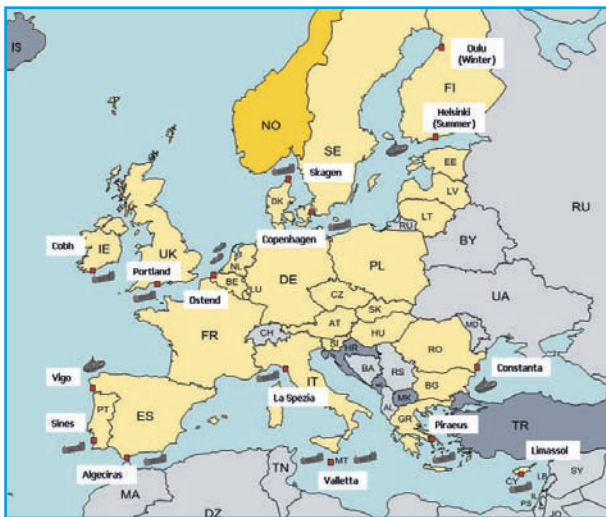 IS
Oulu
(Winter)
FI
NO
Helsinki
(Summer)
SE
Skagen
EE
LV
DK
RU
LT
RU
Cobh
IE
Copenhagen
BY
UK
Portland
NL
PL
BE
DE
Ostend
LU
UA
CZ
SK
FR
AT
MD
CH
HU
SI
RO
HR
Vigo
BA
RS
Constanta
IT
La Spezia
BG
PT
MK
Sines
ES
AL
Piraeus
TR
GR
Limassol
Algeciras
TN
MT
CY
LB
SY
Valletta
IL
MA
PS
DZ
JO